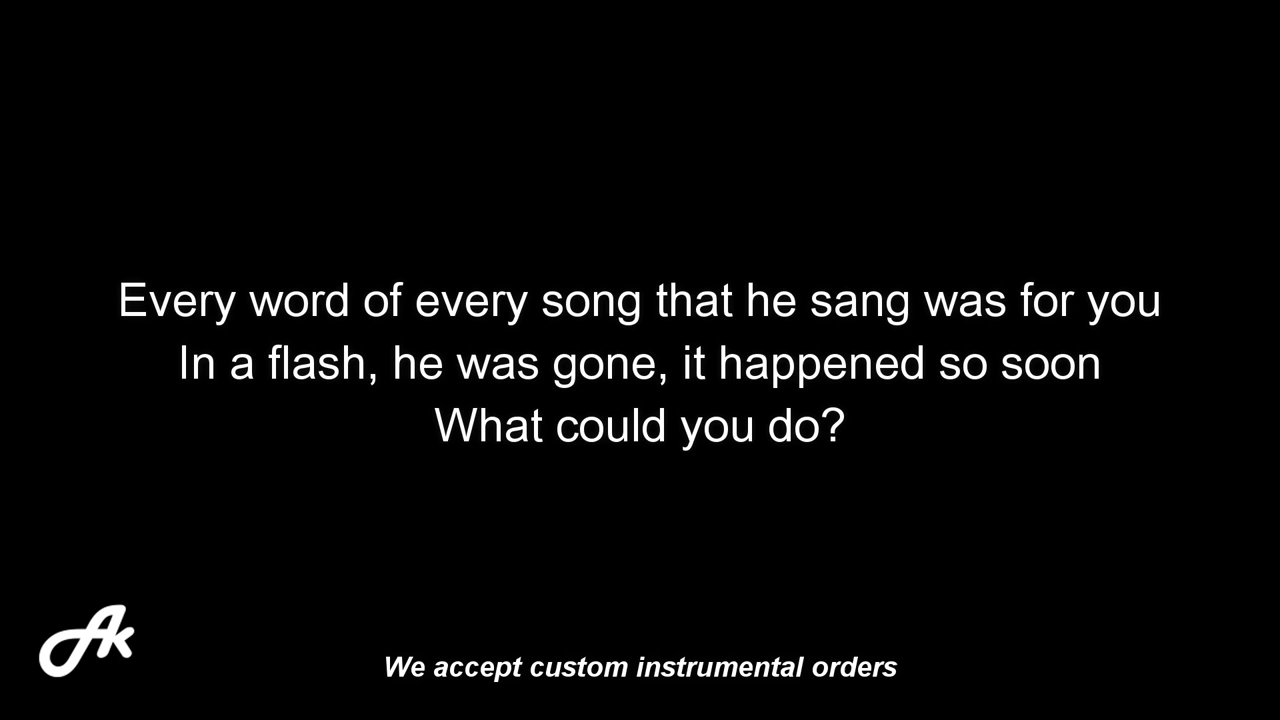 Every word of every song that he sang was for you
In a flash, he was gone, it happened so soon
What could you do?
Ak
We accept custom instrumental orders